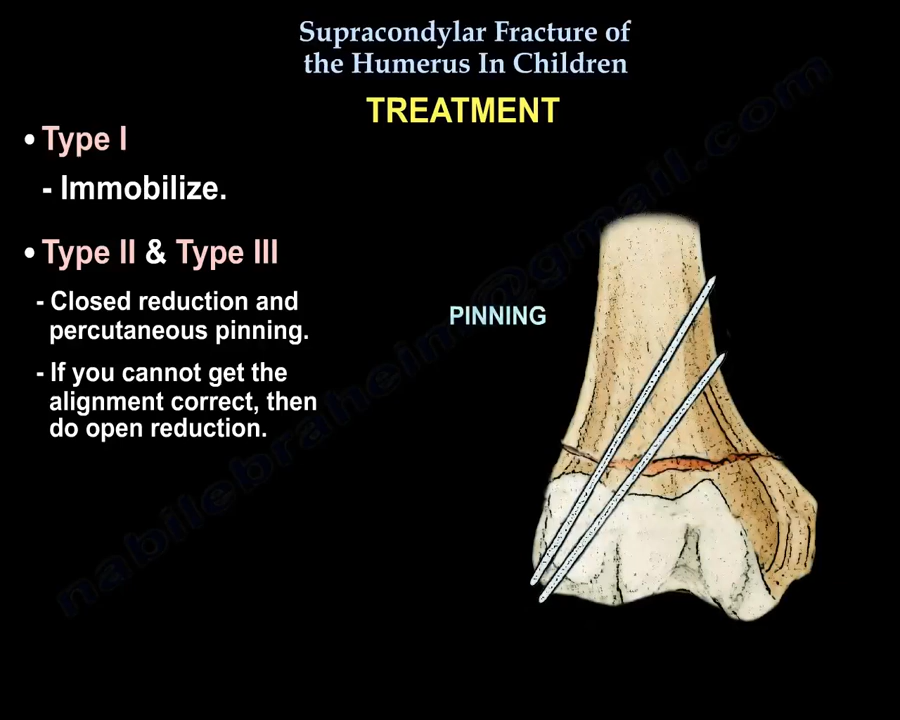 Supracondylar Fracture of
the Humerus In Children
TREATMENT
• Type I
- Immobilize.
• Type II & Type III
- Closed reduction and
percutaneous pinning.
- If you cannot get the
alignment correct, then
do open reduction.
PINNING
nabilebraheim@gmail.com